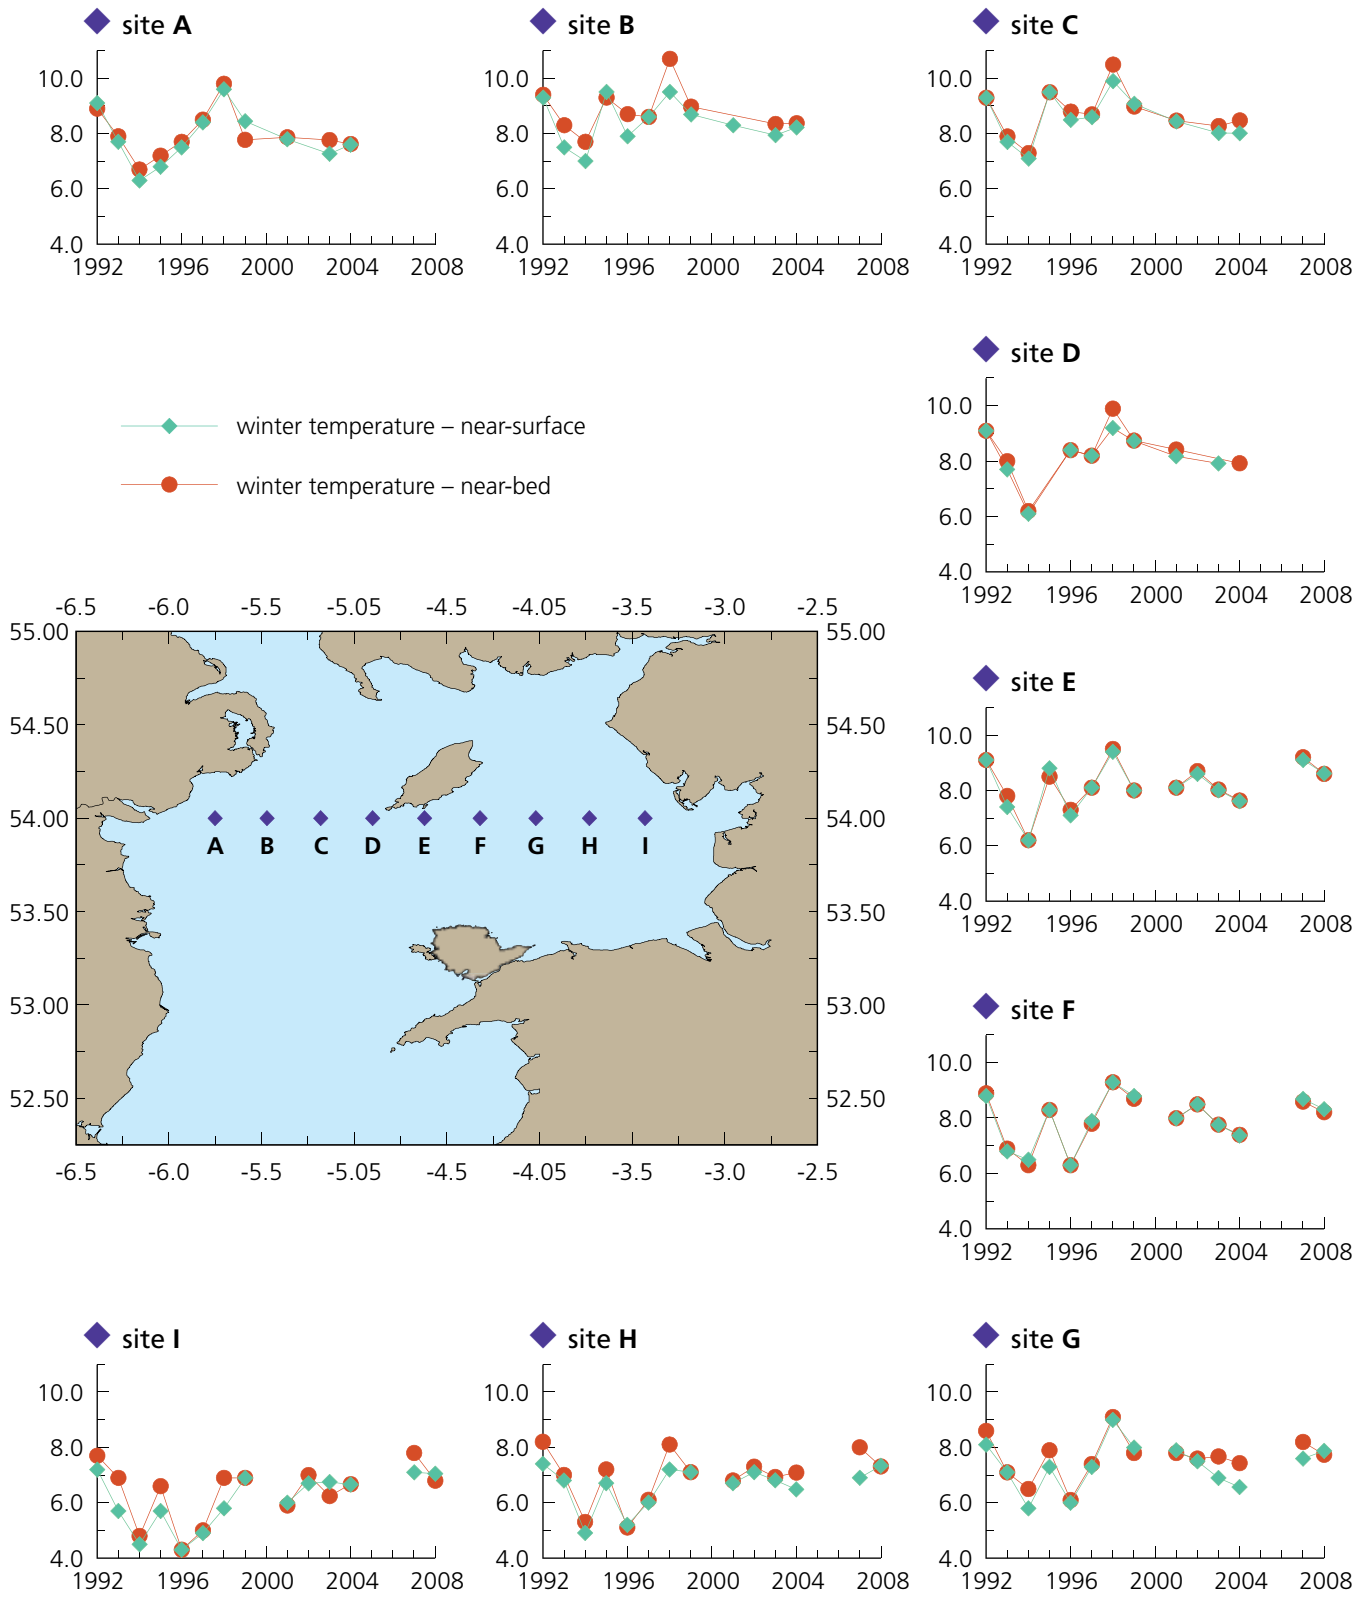 site A
site B
site C
10.0
8.0
6.0
4.0
1992 1996 2000 2004 2008
10.0
8.0
6.0
4.0
1992 1996 2000 2004 2008
10.0
8.0
6.0
4.0
1992 1996 2000 2004 2008
site D
10.0
8.0
6.0
4.0
1992 1996 2000 2004 2008
winter temperature – near-surface
winter temperature – near-bed
-6.5 -6.0 -5.5 -5.05 -4.5 -4.05 -3.5 -3.0 -2.5
55.00 55.00
54.50 54.50
54.00 54.00
A B C D E F G H I
53.50 53.50
53.00 53.00
52.50 52.50
-6.5 -6.0 -5.5 -5.05 -4.5 -4.05 -3.5 -3.0 -2.5
site E
10.0
8.0
6.0
4.0
1992 1996 2000 2004 2008
site F
10.0
8.0
6.0
4.0
1992 1996 2000 2004 2008
site I
site H
site G
10.0
8.0
6.0
4.0
1992 1996 2000 2004 2008
10.0
8.0
6.0
4.0
1992 1996 2000 2004 2008
10.0
8.0
6.0
4.0
1992 1996 2000 2004 2008